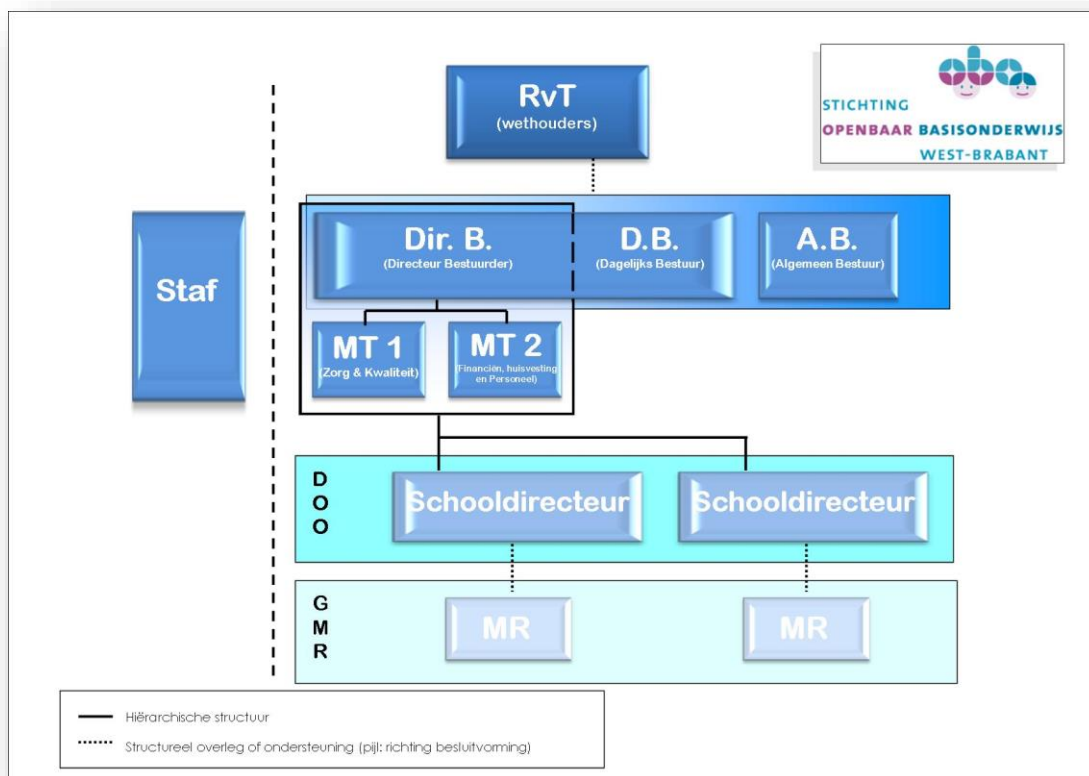 RvT
(wethouders)
oba
STICHTING
OPENBAAR BASISONDERWIJS
WEST-BRABANT
Staf
Dir. B.
(Directeur Bestuurder)
D.B.
(Dagelijks Bestuur)
A.B.
(Algemeen Bestuur)
MT 1
(Zorg & Kwaliteit)
MT 2
(Financiën, huisvesting
en Personeel)
D
O
O
Schooldirecteur
Schooldirecteur
G
M
R
MR
MR
Hiërarchische structuur
Structureel overleg of ondersteuning (pijl: richting besluitvorming)